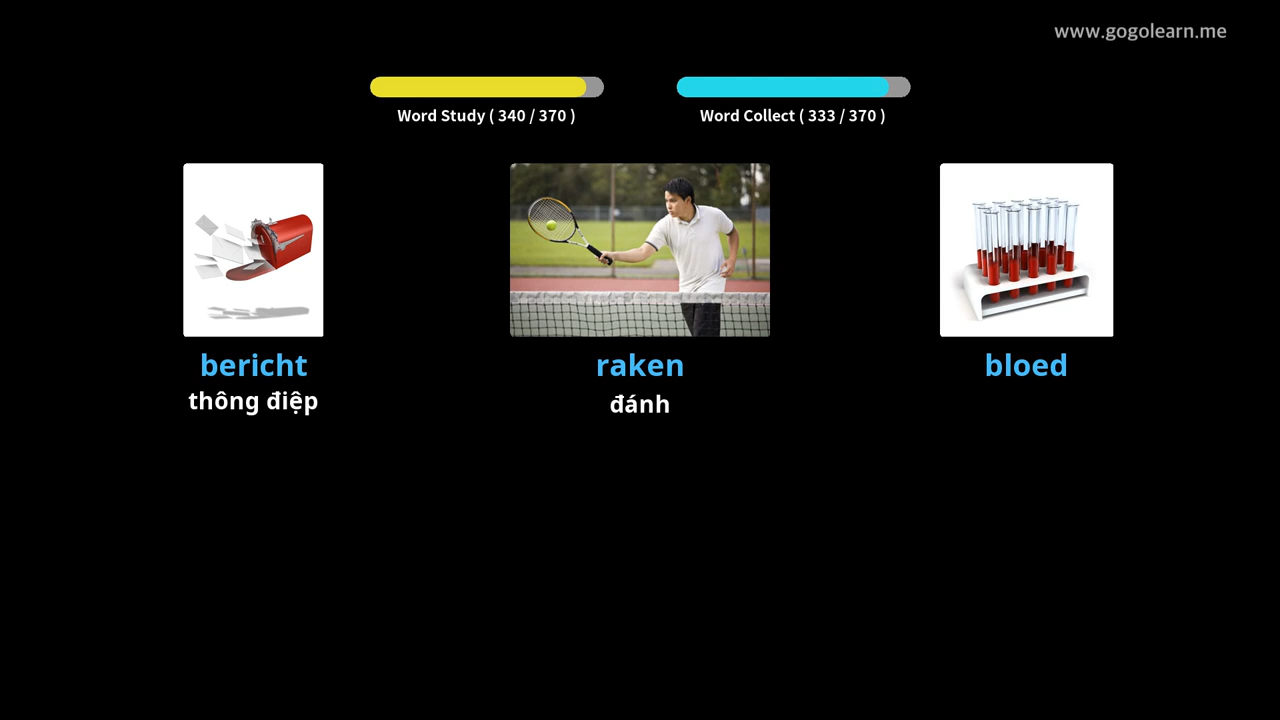 www.gogolearn.me
Word Study ( 340 / 370 )
Word Collect ( 333 / 370 )
bericht
thông điệp
raken
đánh
bloed